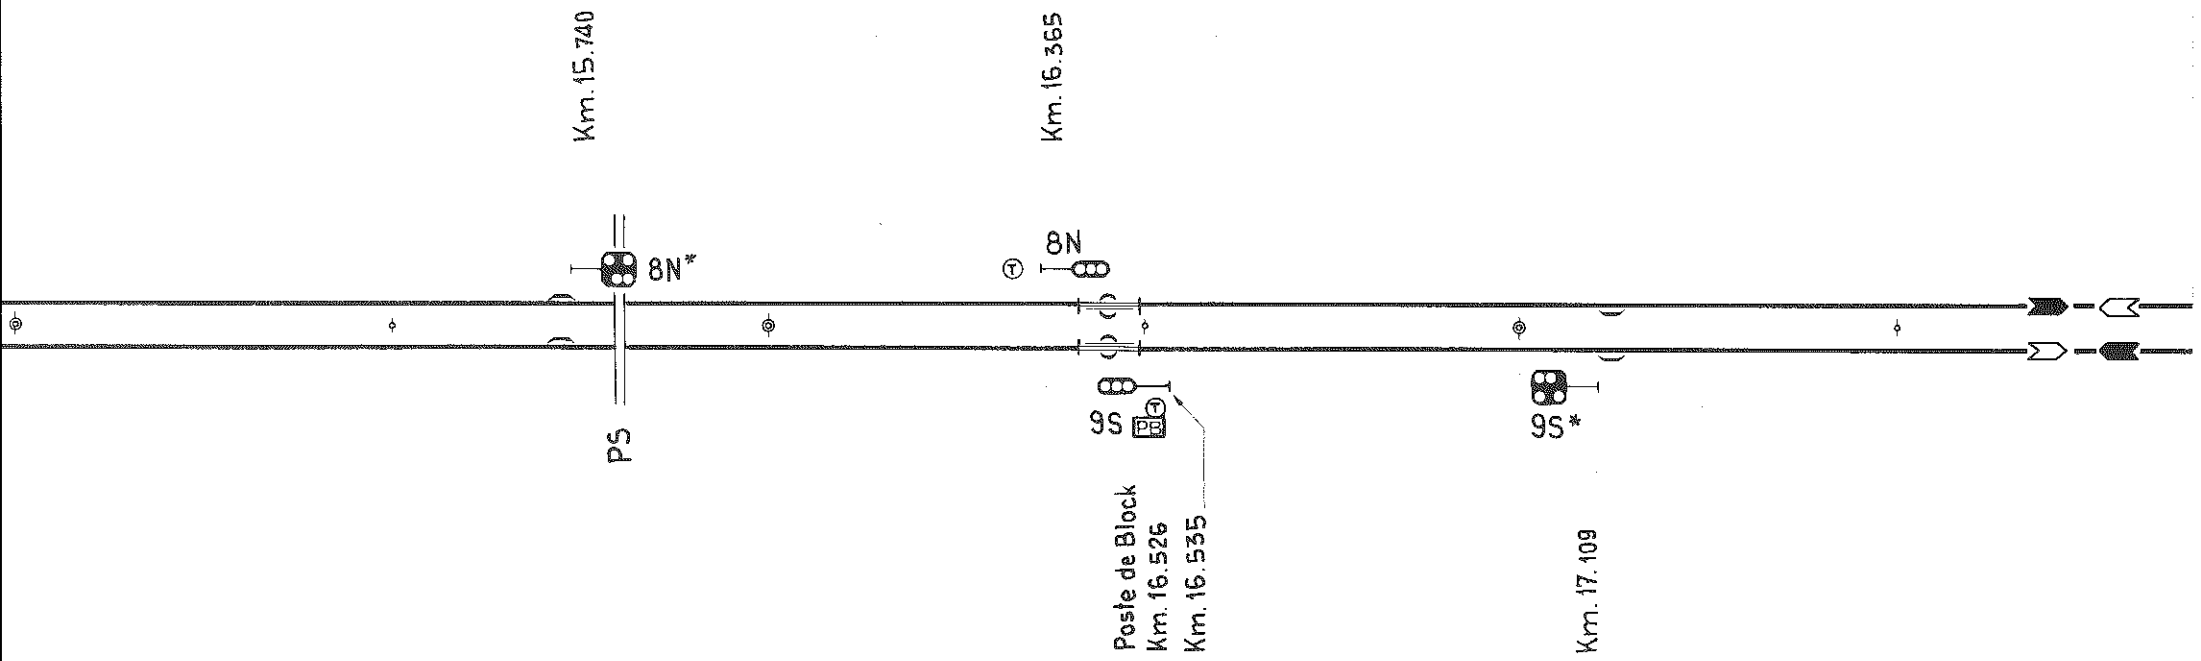 Km. 15.740
Km. 16.365
8N*
T
8N
PS
9S
T
PB
9S*
Poste de Block
Km. 16.526
Km. 16.535
Km. 17.109